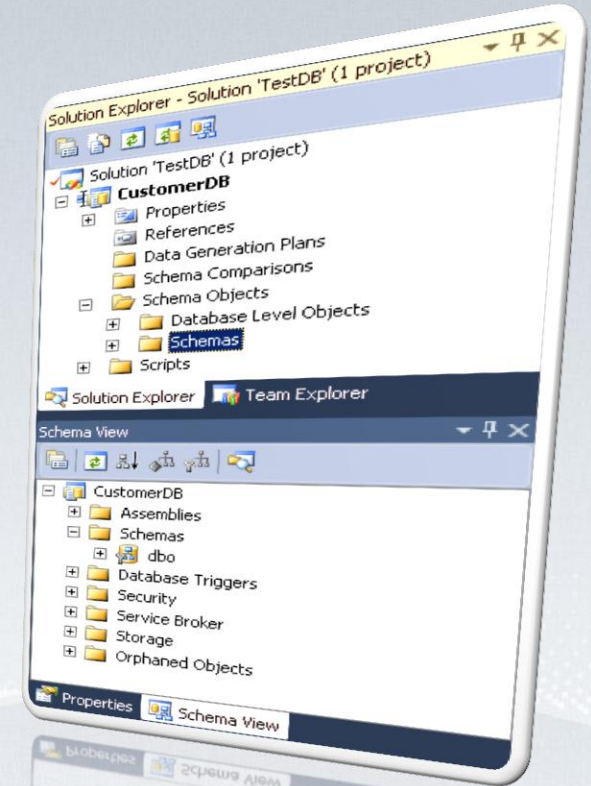 Solution Explorer - Solution 'TestDB' (1 project)
Solution 'TestDB' (1 project)
CustomerDB
Properties
References
Data Generation Plans
Schema Comparisons
Schema Objects
Database Level Objects
Schemas
Scripts
Solution Explorer Team Explorer
Schema View
CustomerDB
Assemblies
Schemas
dbo
Database Triggers
Security
Service Broker
Storage
Orphaned Objects
Properties Schema View